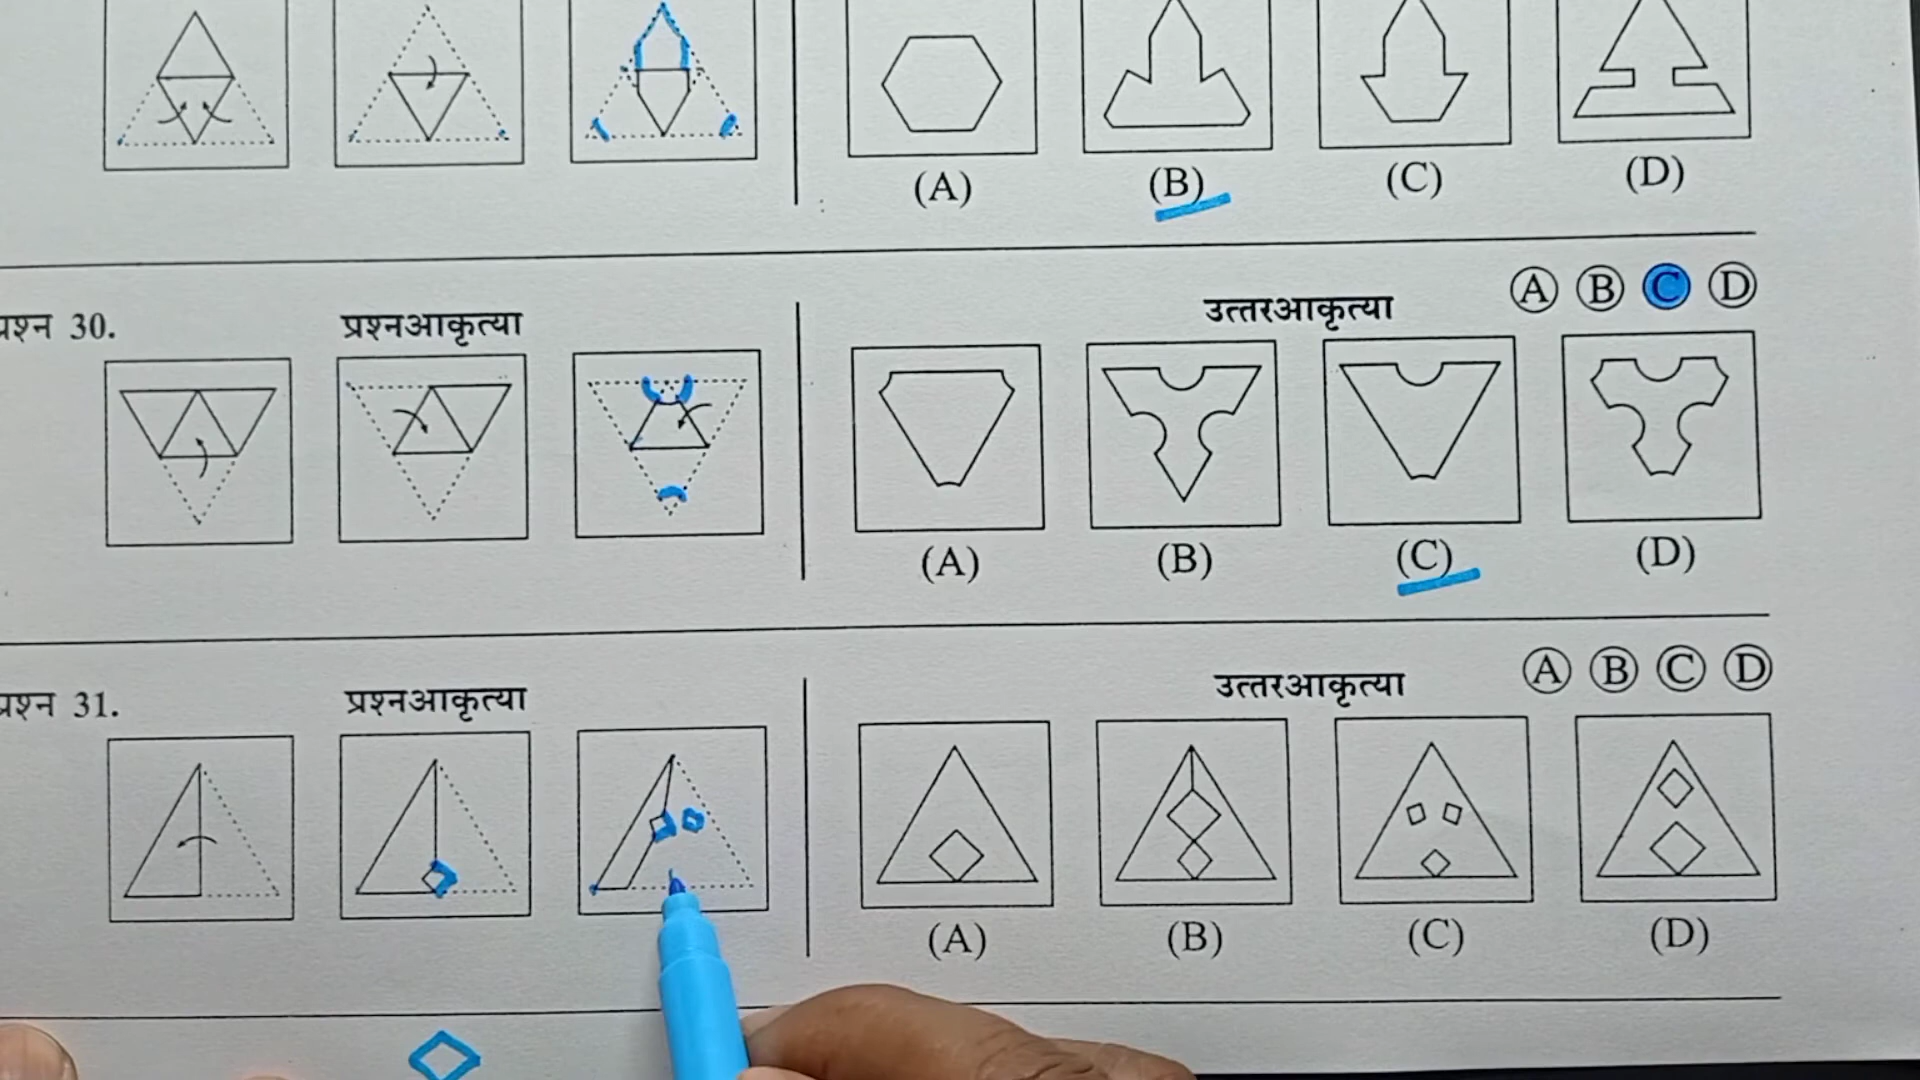 (A) (B) (C) (D)
Ⓐ Ⓑ Ⓒ Ⓓ
प्रश्न 30. प्रश्नआकृत्या उत्तरआकृत्या
(A) (B) (C) (D)
Ⓐ Ⓑ Ⓒ Ⓓ
प्रश्न 31. प्रश्नआकृत्या उत्तरआकृत्या
(A) (B) (C) (D)